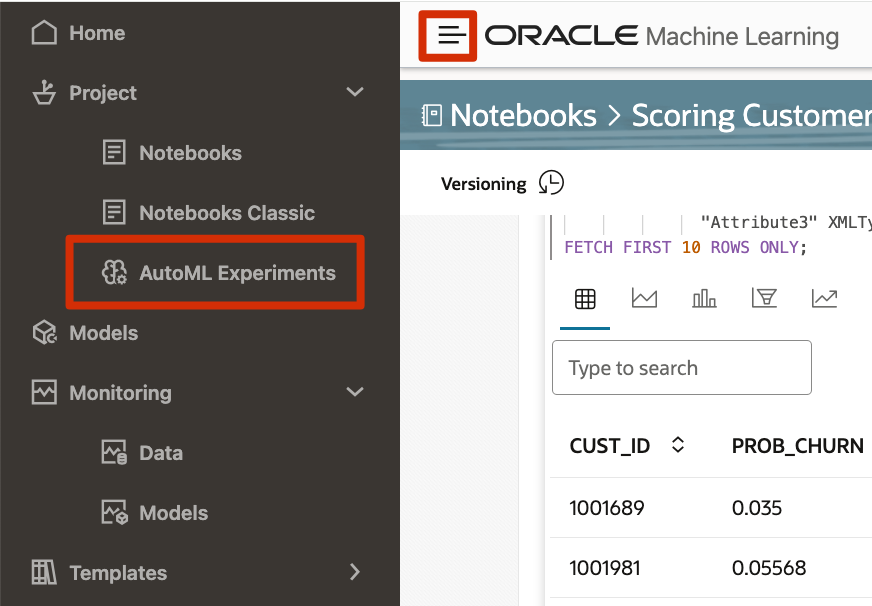 Home
Project
Notebooks
Notebooks Classic
AutoML Experiments
Models
Monitoring
Data
Models
Templates
ORACLE Machine Learning
Notebooks > Scoring Customer
Versioning
"Attribute3" XMLTy
FETCH FIRST 10 ROWS ONLY;
Type to search
CUST_ID PROB_CHURN
1001689 0.035
1001981 0.05568